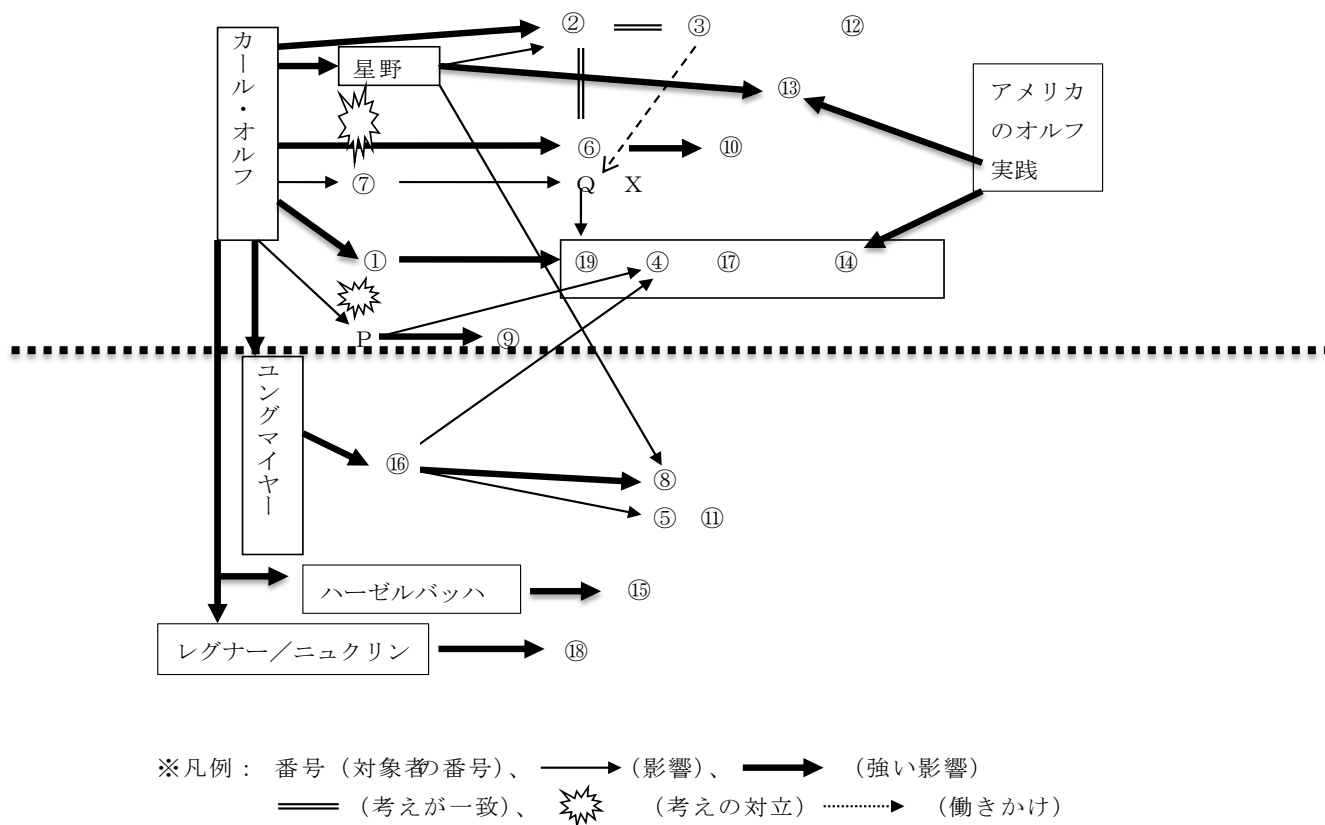 カール・オルフ
② ③ ⑫
星野
⑬
アメリカ
のオルフ
実践
⑥ ⑩
⑦ Q X
① ⑲ ④ ⑰ ⑭
P ⑨
ユングマイヤー
⑯ ⑧
⑤ ⑪
ハーゼルバッハ ⑮
レグナー／ニュクリン ⑱
※凡例： 番号（対象者の番号）、 （影響）、 （強い影響）
（考えが一致）、 （考えの対立） （働きかけ）